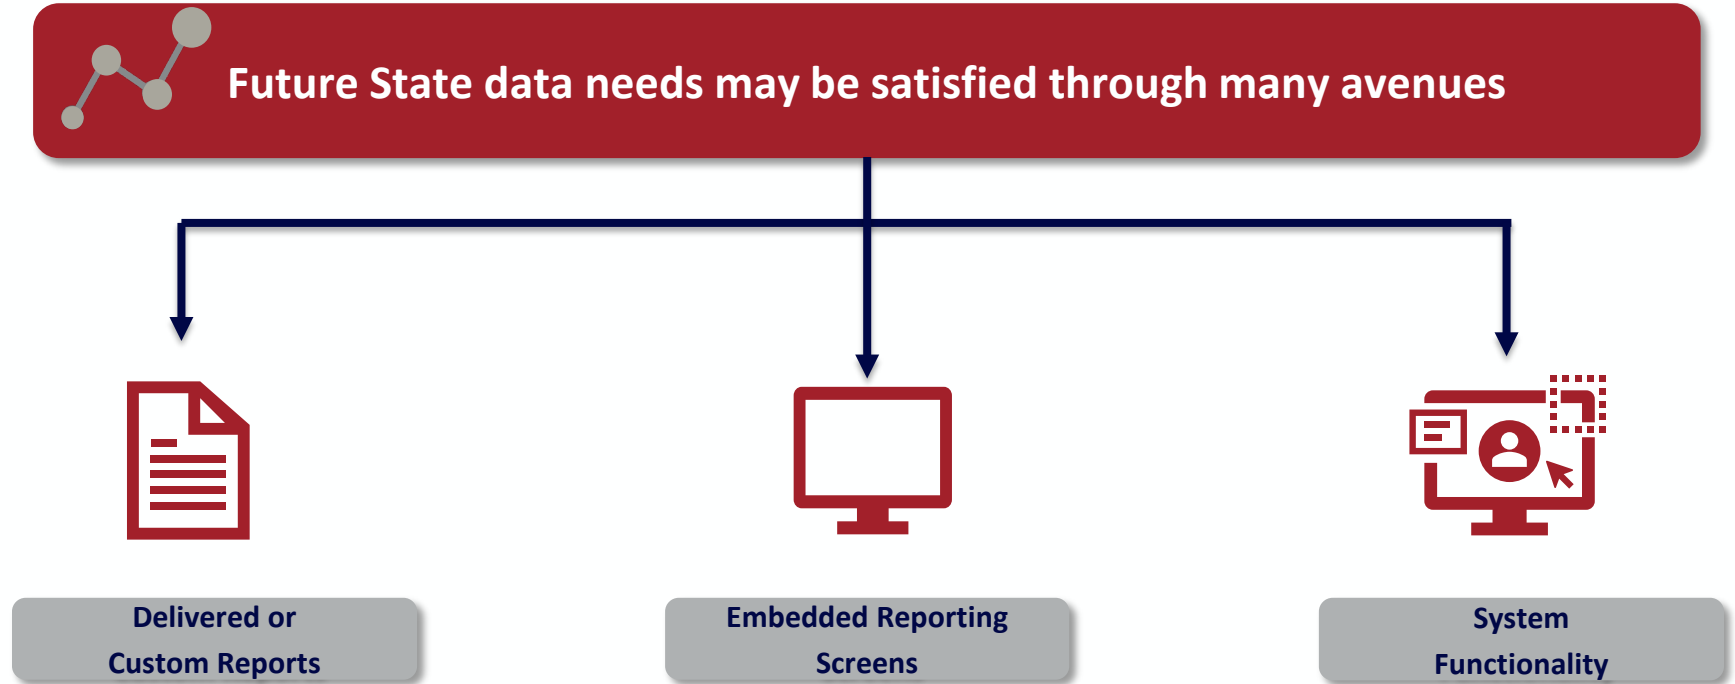 Future State data needs may be satisfied through many avenues
Delivered or
Custom Reports
Embedded Reporting
Screens
System
Functionality